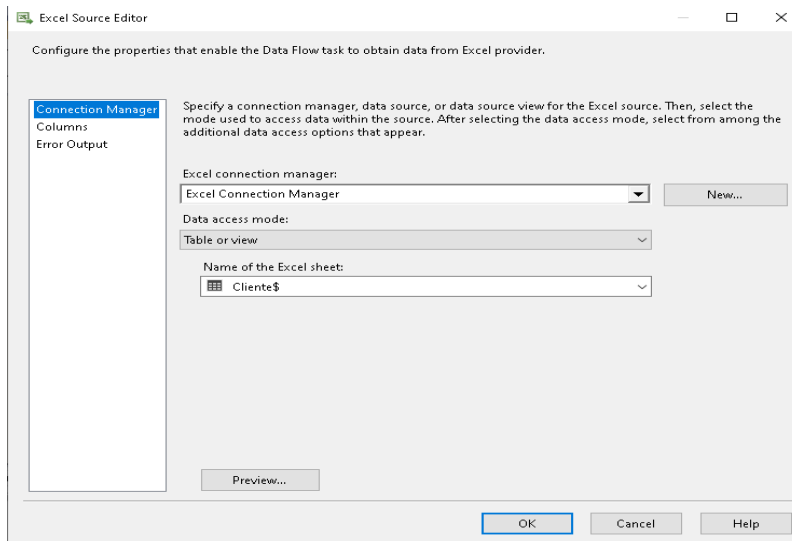 Excel Source Editor
Configure the properties that enable the Data Flow task to obtain data from Excel provider.
Connection Manager
Columns
Error Output
Specify a connection manager, data source, or data source view for the Excel source. Then, select the
mode used to access data within the source. After selecting the data access mode, select from among the
additional data access options that appear.
Excel connection manager:
Excel Connection Manager
New...
Data access mode:
Table or view
Name of the Excel sheet:
Cliente$
Preview...
OK
Cancel
Help